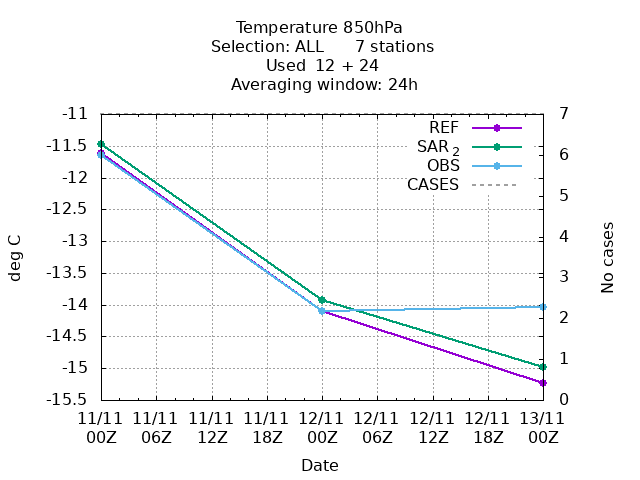 Temperature 850hPa
Selection: ALL 7 stations
Used 12 + 24
Averaging window: 24h
REF
SAR 2
OBS
CASES
-11
-11.5
-12
-12.5
-13
-13.5
-14
-14.5
-15
-15.5
deg C
7
6
5
4
3
2
1
0
No cases
11/11 11/11 11/11 11/11 12/11 12/11 12/11 12/11 13/11
00Z 06Z 12Z 18Z 00Z 06Z 12Z 18Z 00Z
Date